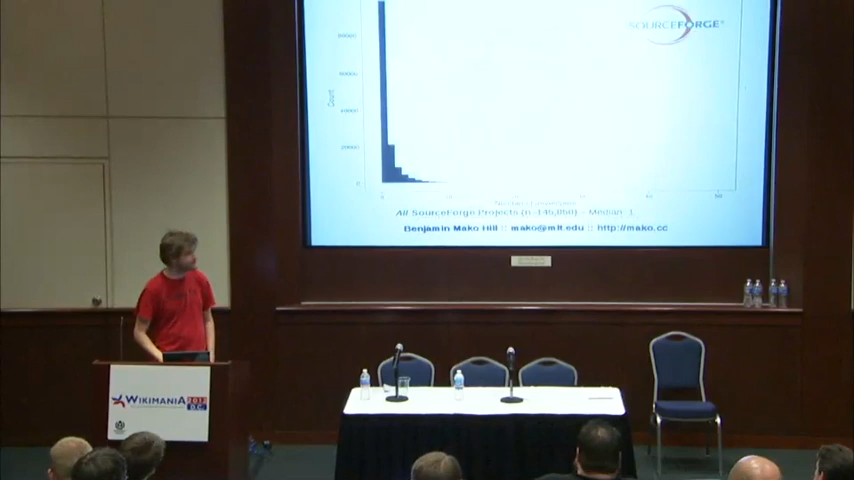 SOURCEFORGE
Count
All SourceForge Projects (n=145,850) - Median: 1
Benjamin Mako Hill :: mako@mit.edu :: http://mako.cc
WIKIMANIA 2012
D.C.